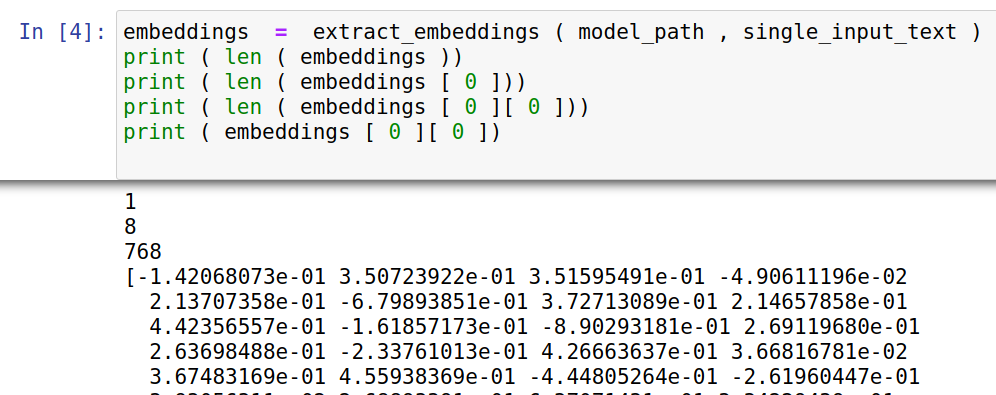 In [4]: embeddings = extract_embeddings ( model_path , single_input_text )
print ( len ( embeddings ))
print ( len ( embeddings [ 0 ]))
print ( len ( embeddings [ 0 ][ 0 ]))
print ( embeddings [ 0 ][ 0 ])
1
8
768
[-1.42068073e-01 3.50723922e-01 3.51595491e-01 -4.90611196e-02
2.13707358e-01 -6.79893851e-01 3.72713089e-01 2.14657858e-01
4.42356557e-01 -1.61857173e-01 -8.90293181e-01 2.69119680e-01
2.63698488e-01 -2.33761013e-01 4.26663637e-01 3.66816781e-02
3.67483169e-01 4.55938369e-01 -4.44805264e-01 -2.61960447e-01